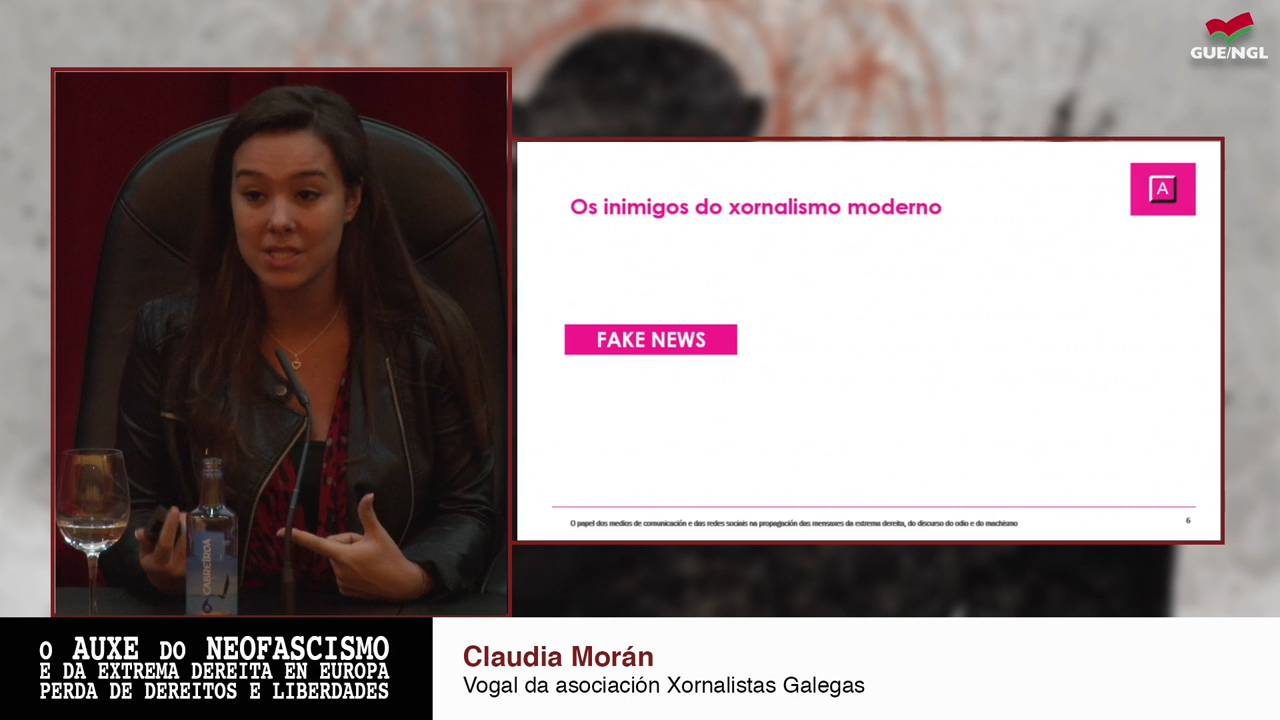 GUE/NGL
Os inimigos do xornalismo moderno
A
FAKE NEWS
O papel dos medios de comunicación e das redes sociais na propagación das mensaxes da extrema dereita, do discurso do odio e do machismo
6
CABREIROÁ
O AUXE DO NEOFASCISMO
E DA EXTREMA DEREITA EN EUROPA
PERDA DE DEREITOS E LIBERDADES
Claudia Morán
Vogal da asociación Xornalistas Galegas